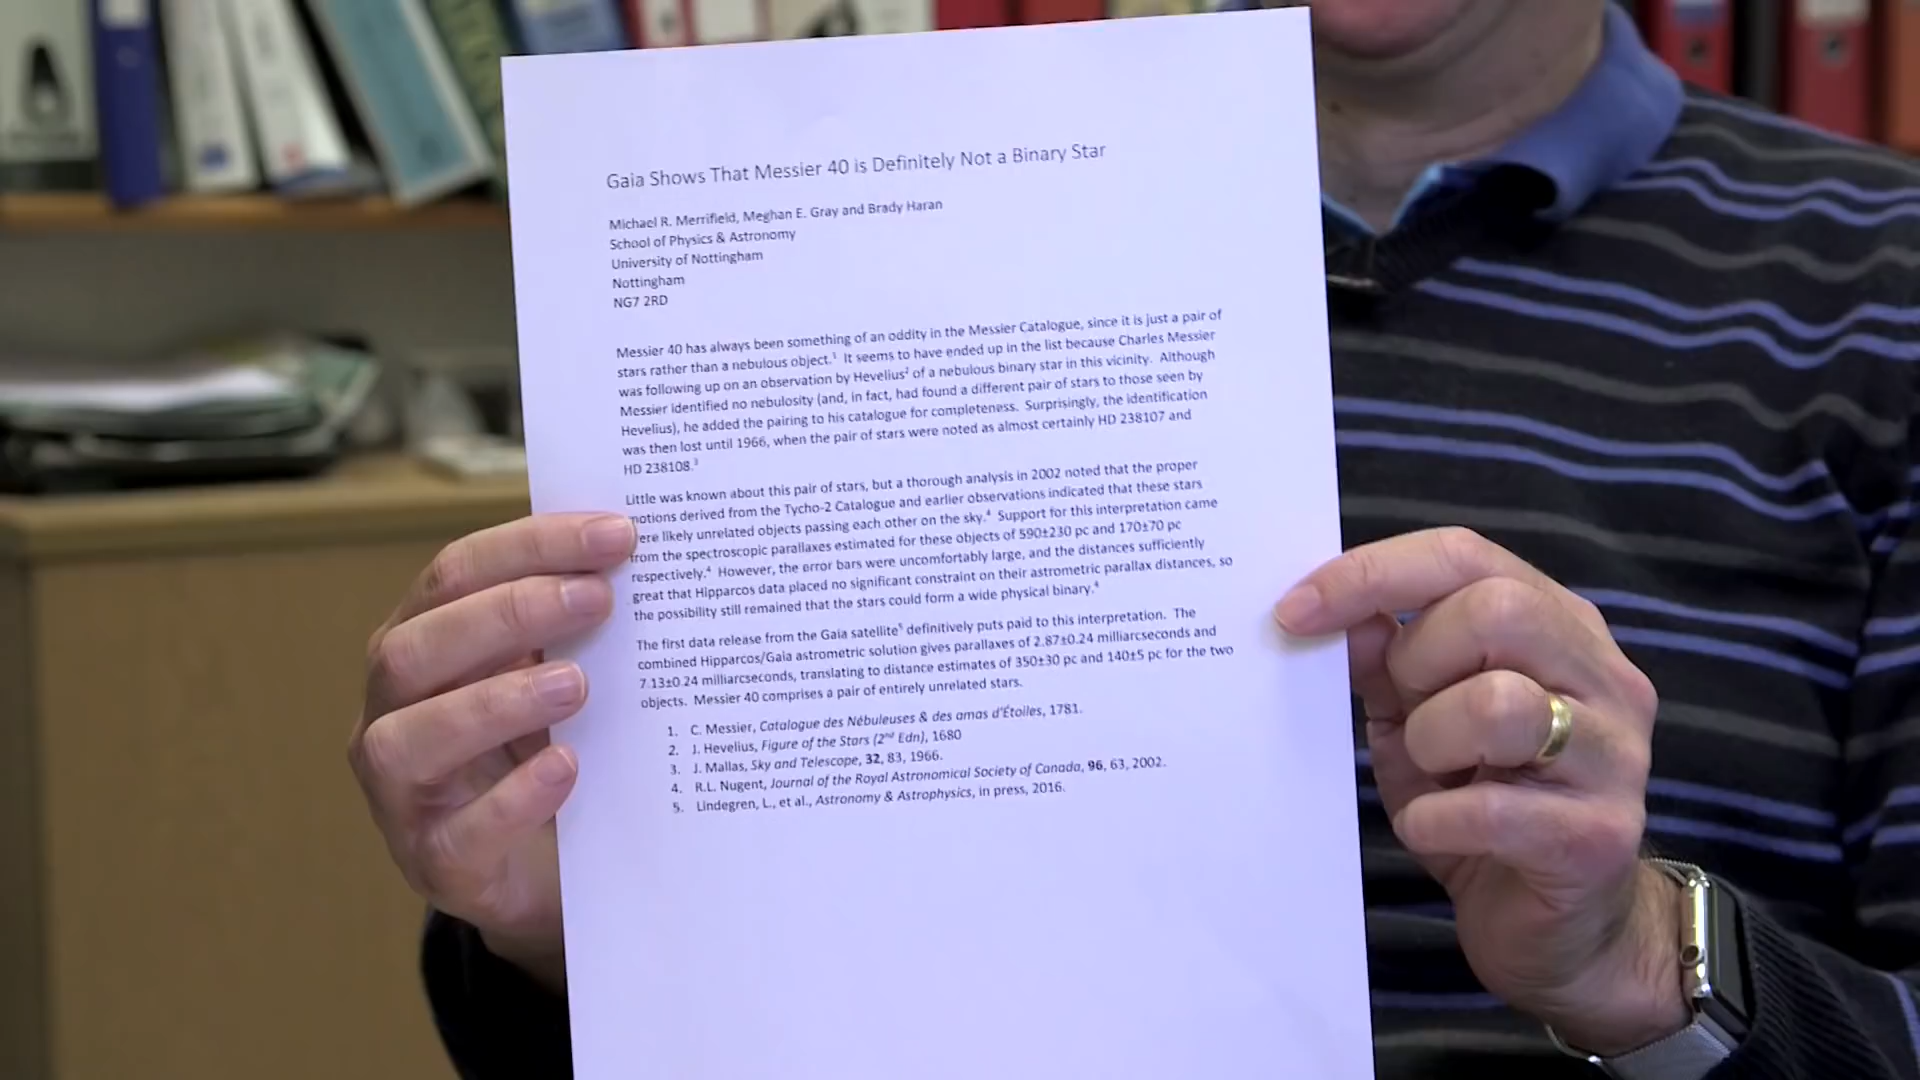 Gaia Shows That Messier 40 is Definitely Not a Binary Star
Michael R. Merrifield, Meghan E. Gray and Brady Haran
School of Physics & Astronomy
University of Nottingham
Nottingham
NG7 2RD
Messier 40 has always been something of an oddity in the Messier Catalogue, since it is just a pair of
stars rather than a nebulous object.¹ It seems to have ended up in the list because Charles Messier
was following up on an observation by Hevelius² of a nebulous binary star in this vicinity. Although
Messier identified no nebulosity (and, in fact, had found a different pair of stars to those seen by
Hevelius), he added the pairing to his catalogue for completeness. Surprisingly, the identification
was then lost until 1966, when the pair of stars were noted as almost certainly HD 238107 and
HD 238108.³
Little was known about this pair of stars, but a thorough analysis in 2002 noted that the proper
motions derived from the Tycho-2 Catalogue and earlier observations indicated that these stars
were likely unrelated objects passing each other on the sky.⁴ Support for this interpretation came
from the spectroscopic parallaxes estimated for these objects of 590±230 pc and 170±70 pc
respectively.⁴ However, the error bars were uncomfortably large, and the distances sufficiently
great that Hipparcos data placed no significant constraint on their astrometric parallax distances, so
the possibility still remained that the stars could form a wide physical binary.⁴
The first data release from the Gaia satellite⁵ definitively puts paid to this interpretation. The
combined Hipparcos/Gaia astrometric solution gives parallaxes of 2.87±0.24 milliarcseconds and
7.13±0.24 milliarcseconds, translating to distance estimates of 350±30 pc and 140±5 pc for the two
objects. Messier 40 comprises a pair of entirely unrelated stars.
1. C. Messier, Catalogue des Nébuleuses & des amas d'Étoiles, 1781.
2. J. Hevelius, Figure of the Stars (2nd Edn), 1680
3. J. Mallas, Sky and Telescope, 32, 83, 1966.
4. R.L. Nugent, Journal of the Royal Astronomical Society of Canada, 96, 63, 2002.
5. Lindegren, L., et al., Astronomy & Astrophysics, in press, 2016.